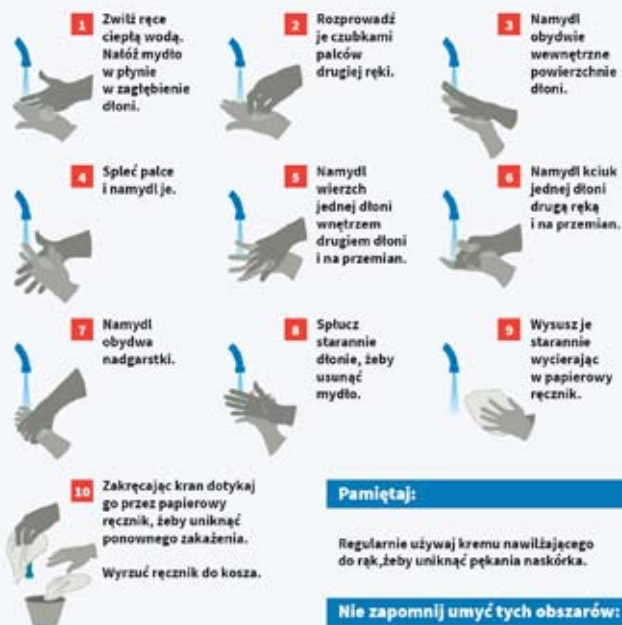 1
Zwilż ręce
ciepłą wodą.
Nałóż mydło
w płynie
w zagłębienie
dłoni.
2
Rozprowadź
je czubkami
palców
drugiej ręki.
3
Namydl
obydwie
wewnętrzne
powierzchnie
dłoni.
4
Spleć palce
i namydl je.
5
Namydl
wierzch
jednej dłoni
wnętrzem
drugiem dłoni
i na przemian.
6
Namydl kciuk
jednej dłoni
drugą ręką
i na przemian.
7
Namydl
obydwa
nadgarstki.
8
Spłucz
starannie
dłonie, żeby
usunąć
mydło.
9
Wysusz je
starannie
wycierając
w papierowy
ręcznik.
10
Zakręcając kran dotykaj
go przez papierowy
ręcznik, żeby uniknąć
ponownego zakażenia.
Wyrzuć ręcznik do kosza.
Pamiętaj:
Regularnie używaj kremu nawilżającego
do rąk,żeby uniknąć pękania naskórka.
Nie zapomnij umyć tych obszarów: